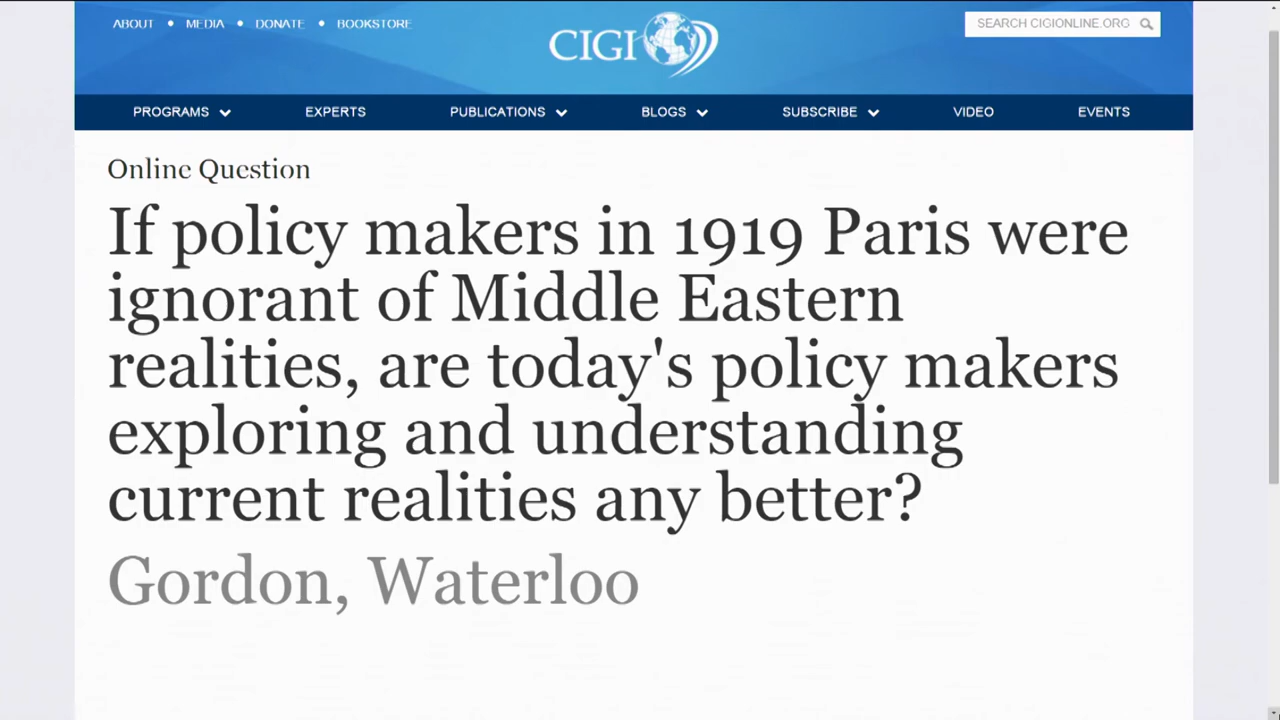 ABOUT • MEDIA • DONATE • BOOKSTORE
CIGI
SEARCH CIGIONLINE.ORG
PROGRAMS EXPERTS PUBLICATIONS BLOGS SUBSCRIBE VIDEO EVENTS
Online Question
If policy makers in 1919 Paris were
ignorant of Middle Eastern
realities, are today's policy makers
exploring and understanding
current realities any better?
Gordon, Waterloo